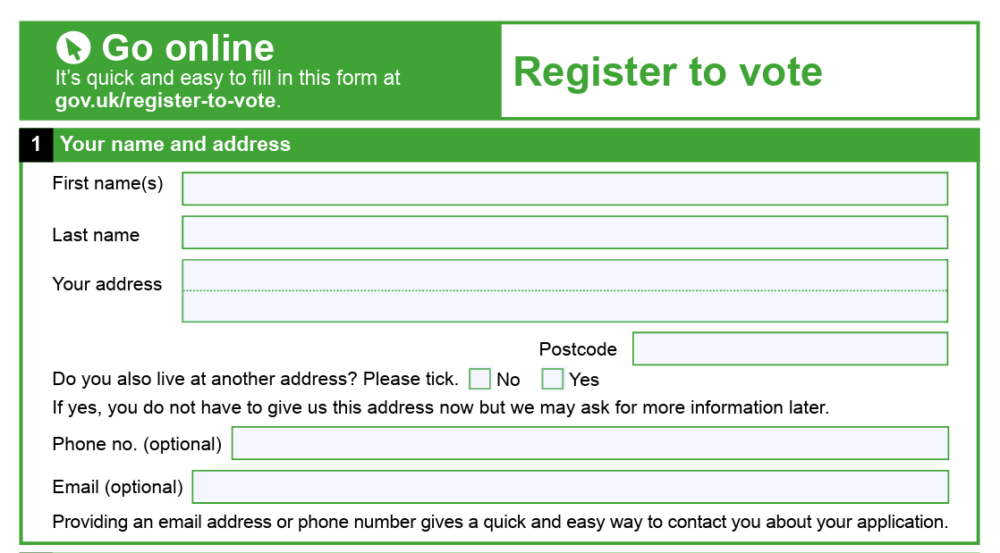 Go online
It's quick and easy to fill in this form at
gov.uk/register-to-vote.
Register to vote
1 Your name and address
First name(s)
Last name
Your address
Postcode
Do you also live at another address? Please tick. No Yes
If yes, you do not have to give us this address now but we may ask for more information later.
Phone no. (optional)
Email (optional)
Providing an email address or phone number gives a quick and easy way to contact you about your application.